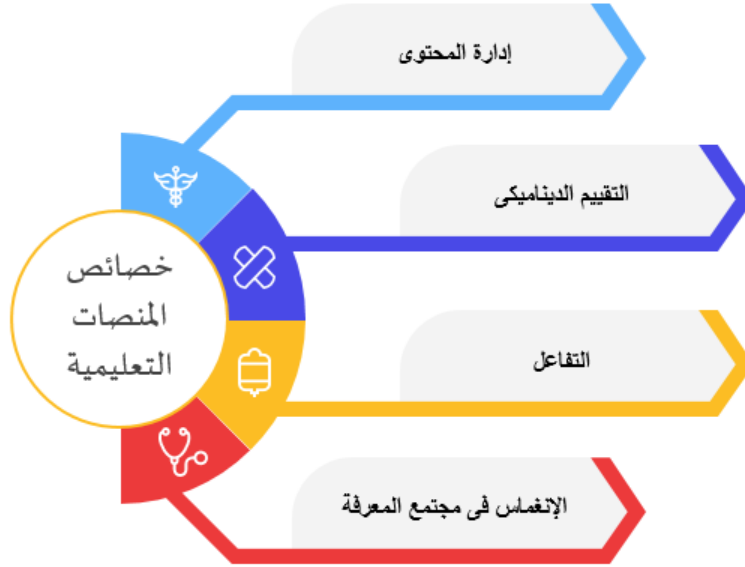 خصائص
المنصات
التعليمية
إدارة المحتوى
التقييم الديناميكى
التفاعل
الإنغماس فى مجتمع المعرفة